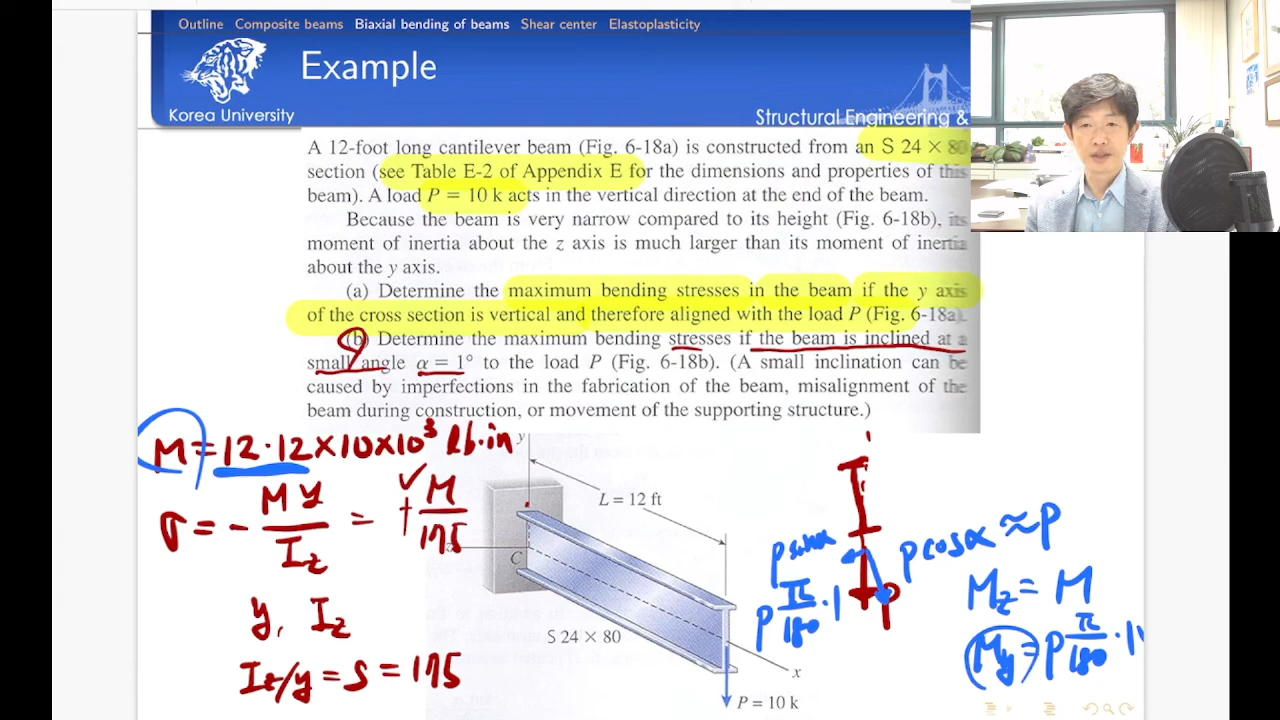 Outline Composite beams Biaxial bending of beams Shear center Elastoplasticity
Example
Korea University
Structural Engineering &
A 12-foot long cantilever beam (Fig. 6-18a) is constructed from an S 24 × 80
section (see Table E-2 of Appendix E for the dimensions and properties of this
beam). A load P = 10 k acts in the vertical direction at the end of the beam.
Because the beam is very narrow compared to its height (Fig. 6-18b), its
moment of inertia about the z axis is much larger than its moment of inertia
about the y axis.
(a) Determine the maximum bending stresses in the beam if the y axis
of the cross section is vertical and therefore aligned with the load P (Fig. 6-18a).
(b) Determine the maximum bending stresses if the beam is inclined at a
small angle α = 1° to the load P (Fig. 6-18b). (A small inclination can be
caused by imperfections in the fabrication of the beam, misalignment of the
beam during construction, or movement of the supporting structure.)
M = 12·12×10×10³ lb·in
σ = - M y / I_z = + M / 175
y, I_z
I_z/y = S = 175
y
L = 12 ft
C
S 24 × 80
x
P = 10 k
P sinα
P π/180 · 1
P
P cosα ≈ P
M_z = M
M_y = P π/180 ·